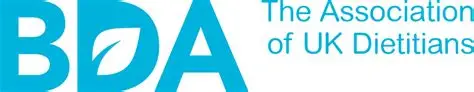 BDA
The Association
of UK Dietitians